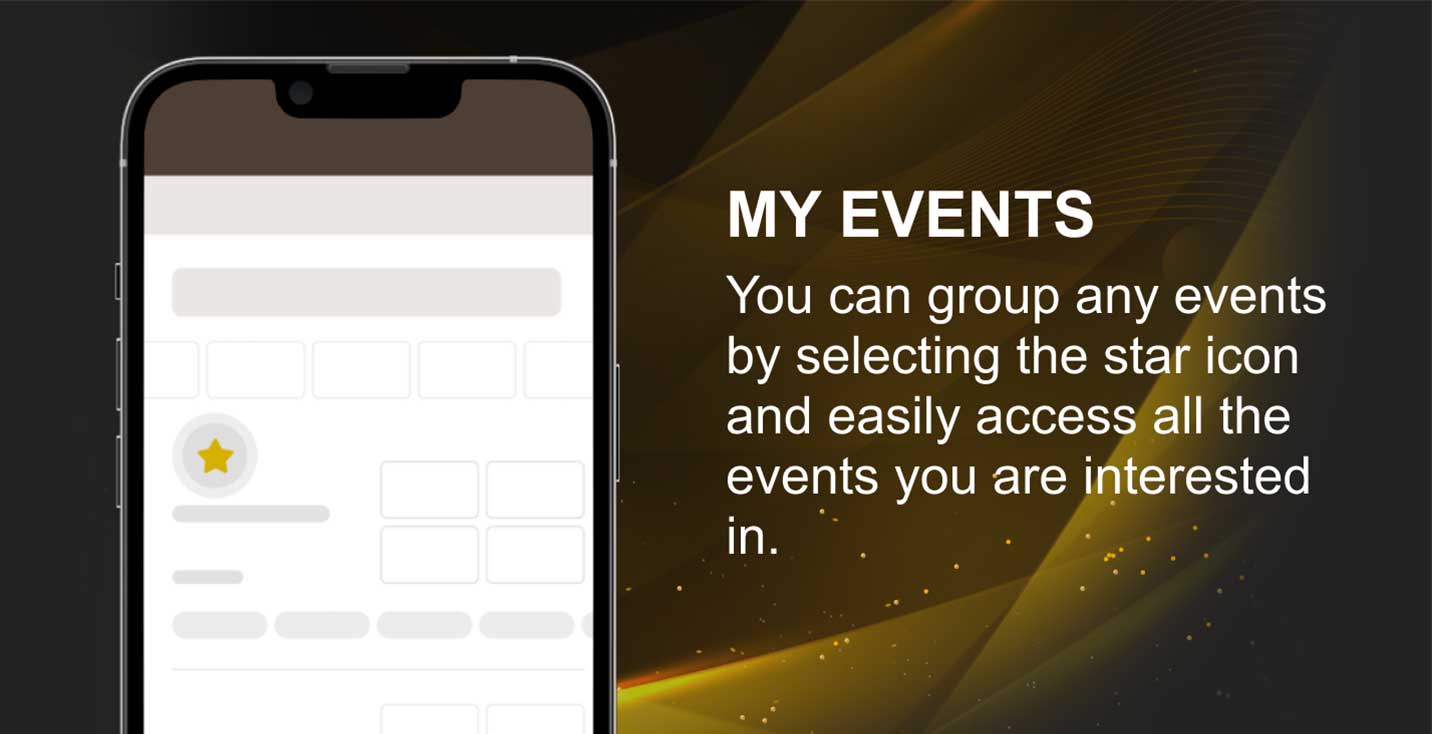 MY EVENTS
You can group any events
by selecting the star icon
and easily access all the
events you are interested
in.